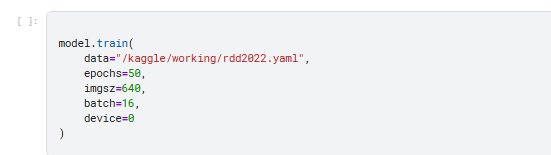 [ ]:
model.train(
    data="/kaggle/working/rdd2022.yaml",
    epochs=50,
    imgsz=640,
    batch=16,
    device=0
)